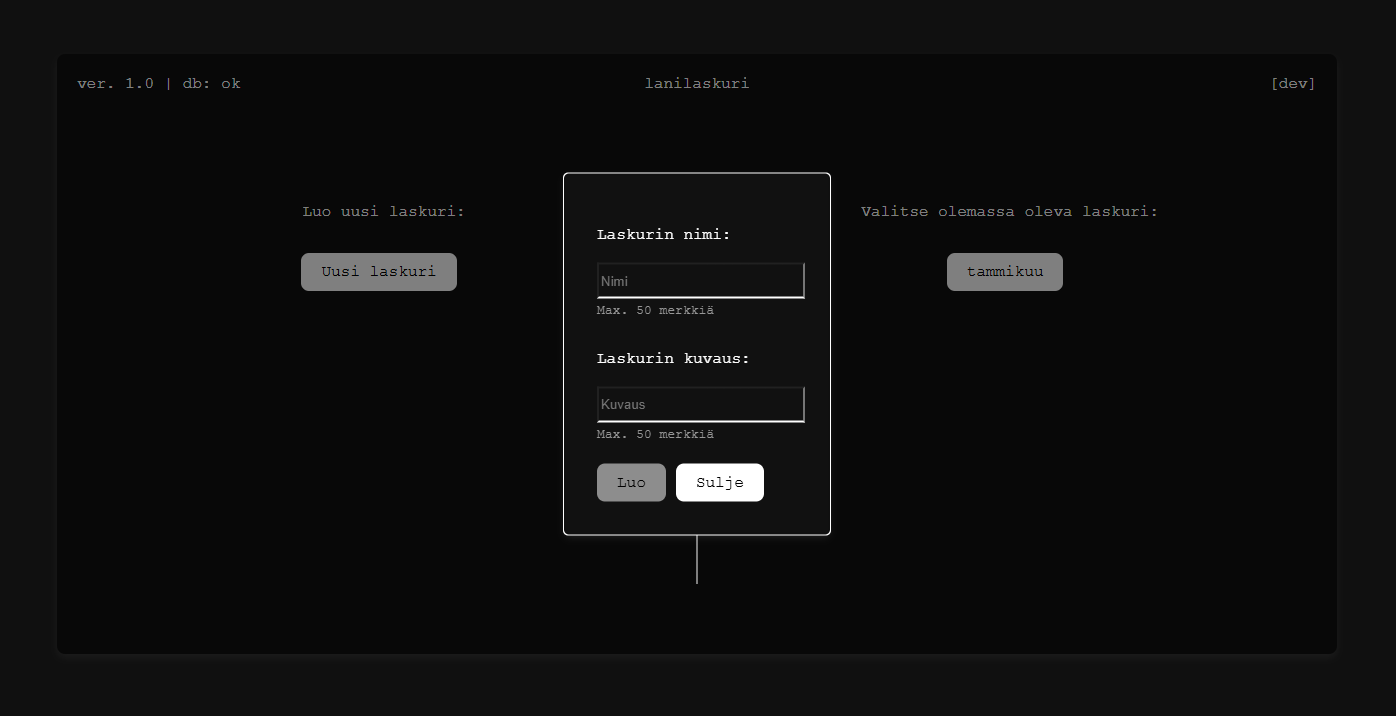 ver. 1.0 | db: ok
lanilaskuri
[dev]
Luo uusi laskuri:
Uusi laskuri
Laskurin nimi:
Nimi
Max. 50 merkkiä
Laskurin kuvaus:
Kuvaus
Max. 50 merkkiä
Luo
Sulje
Valitse olemassa oleva laskuri:
tammikuu